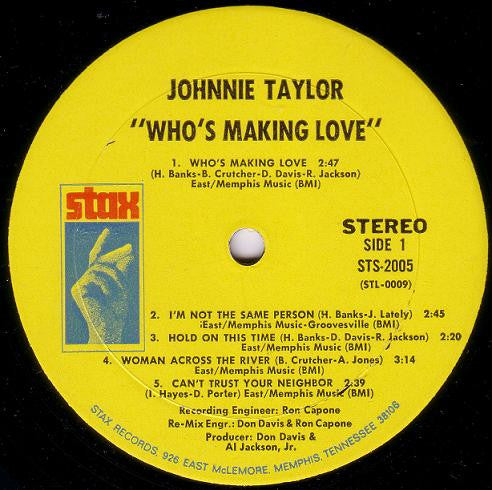 JOHNNIE TAYLOR
"WHO'S MAKING LOVE"
1. WHO'S MAKING LOVE 2:47
(H. Banks-B. Crutcher-D. Davis-R. Jackson)
East/Memphis Music (BMI)
stax
STEREO
SIDE 1
STS-2005
(STL-0009)
2. I'M NOT THE SAME PERSON (H. Banks-J. Lately) 2:45
East/Memphis Music-Groovesville (BMI)
3. HOLD ON THIS TIME (H. Banks-D. Davis-R. Jackson) 2:20
East/Memphis Music (BMI)
4. WOMAN ACROSS THE RIVER (B. Crutcher-A. Jones) 3:14
East/Memphis Music (BMI)
5. CAN'T TRUST YOUR NEIGHBOR 2:39
(I. Hayes-D. Porter) East/Memphis Music (BMI)
Recording Engineer: Ron Capone
Re-Mix Engr.: Don Davis & Ron Capone
Producer: Don Davis &
Al Jackson, Jr.
STAX RECORDS, 926 EAST McLEMORE, MEMPHIS, TENNESSEE 38106